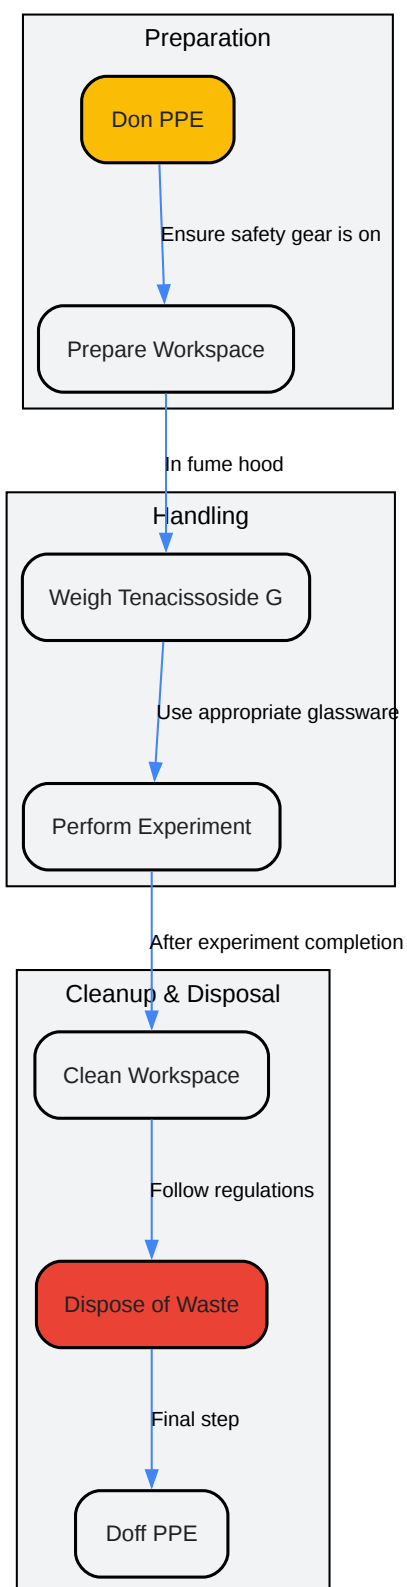 Preparation
Don PPE
Ensure safety gear is on
Prepare Workspace
In fume hood
Handling
Weigh Tenacissoside G
Use appropriate glassware
Perform Experiment
After experiment completion
Cleanup & Disposal
Clean Workspace
Follow regulations
Dispose of Waste
Final step
Doff PPE